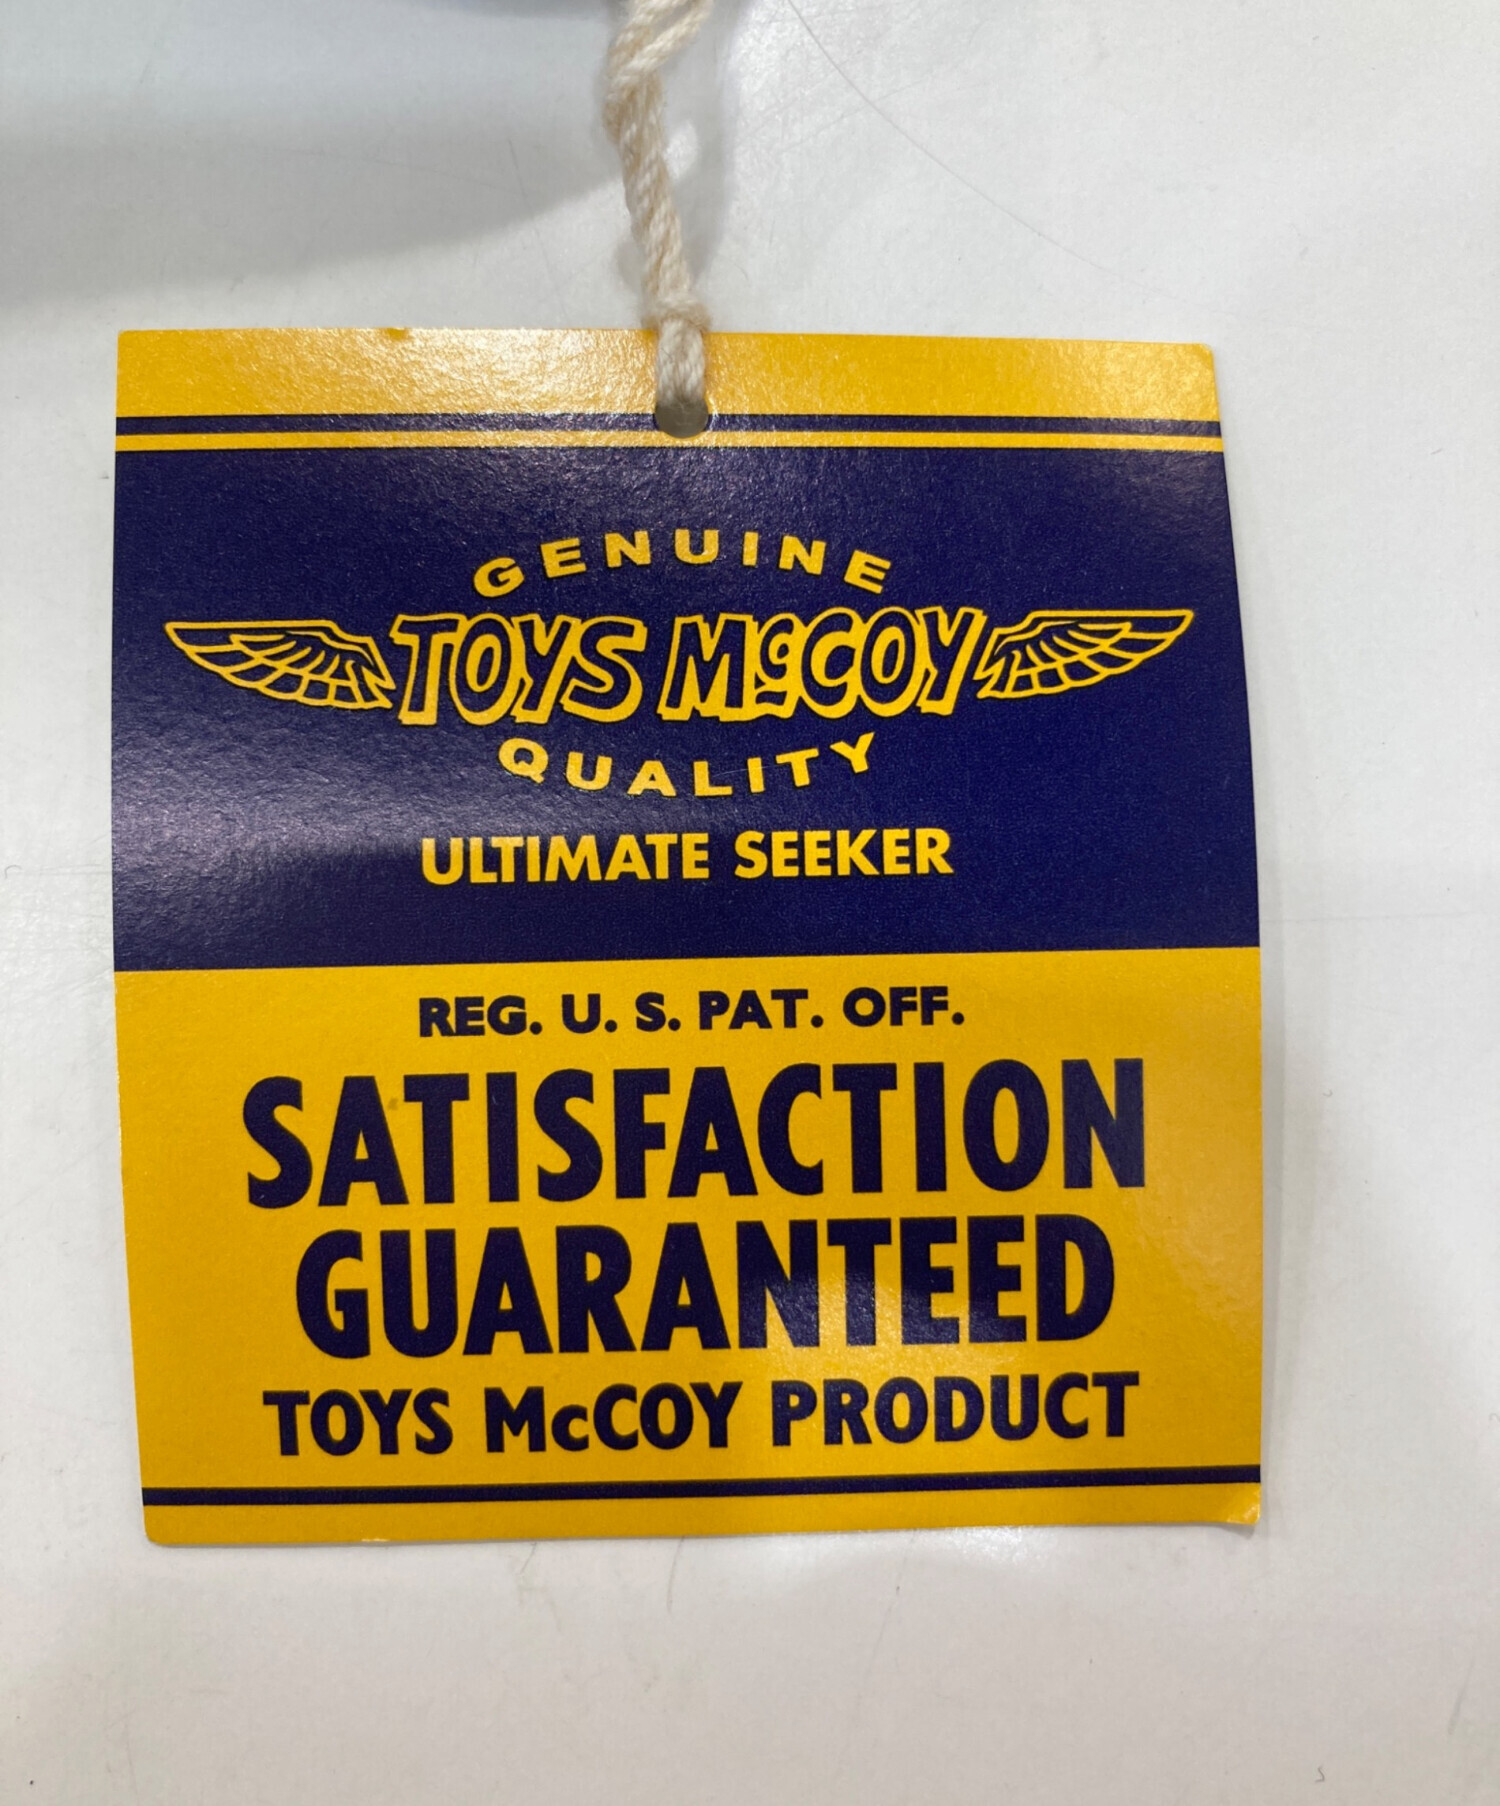 GENUINE
TOYS McCOY
QUALITY
ULTIMATE SEEKER
REG. U. S. PAT. OFF.
SATISFACTION
GUARANTEED
TOYS McCOY PRODUCT